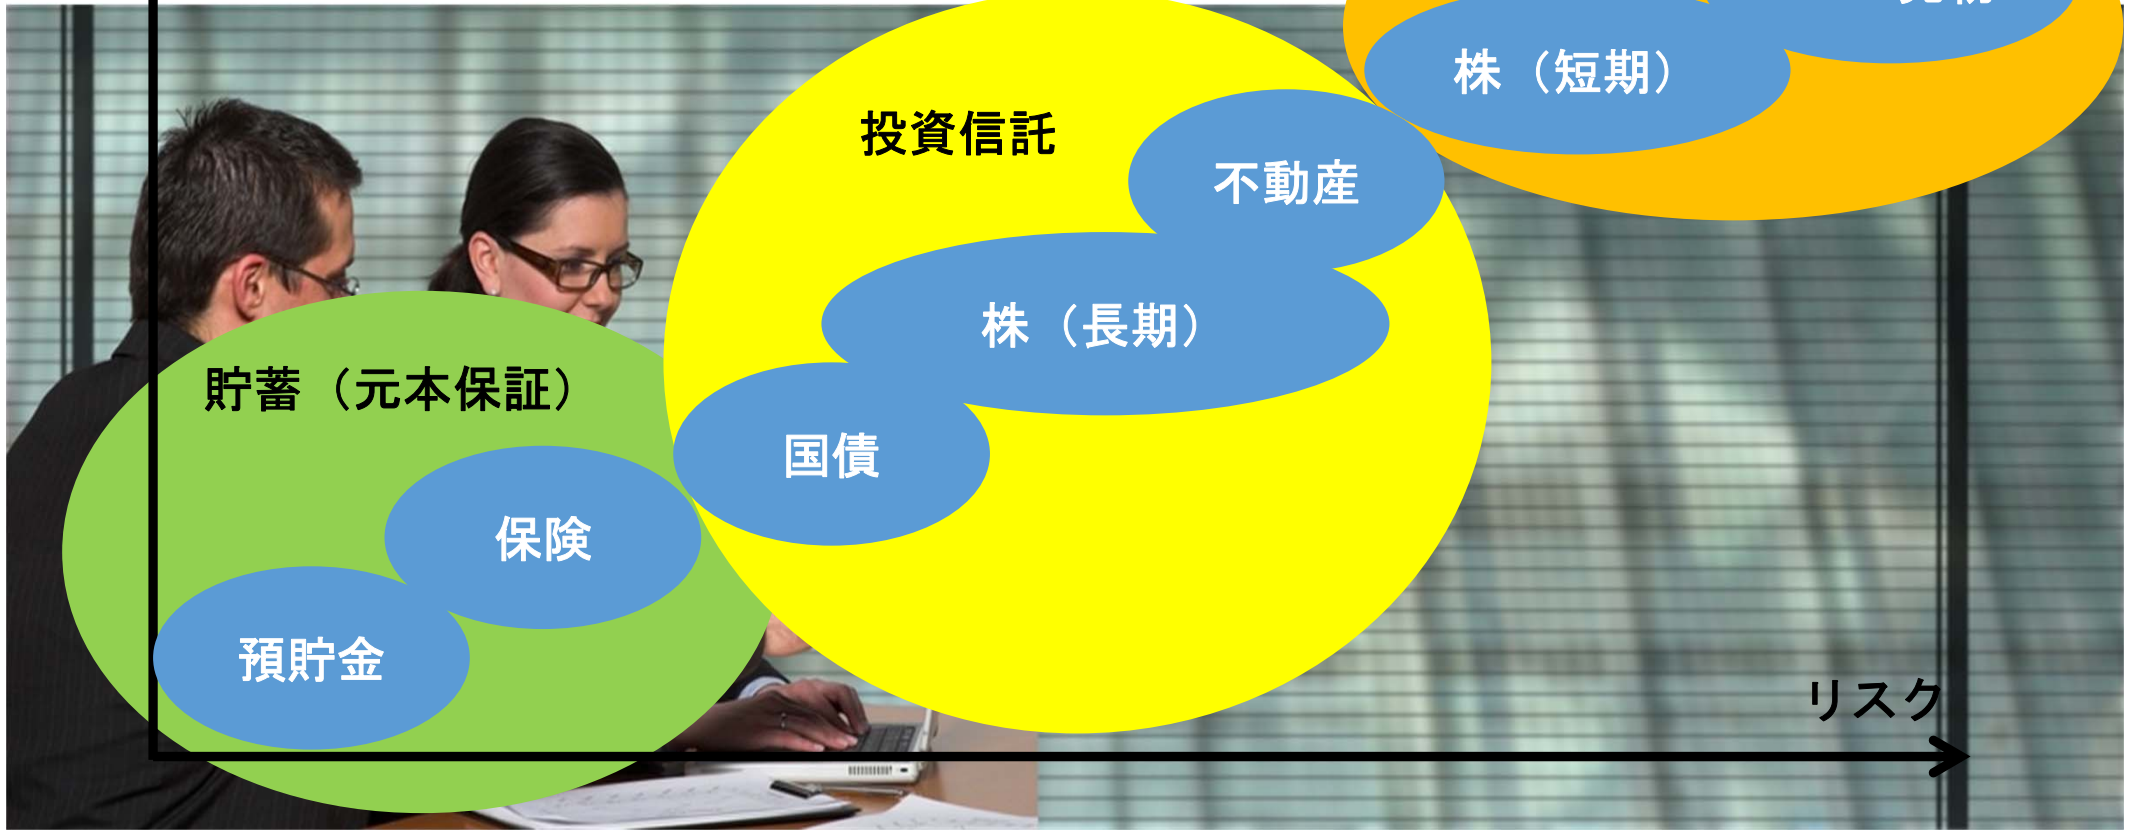 株（短期）
投資信託
不動産
株（長期）
貯蓄（元本保証）
国債
保険
預貯金
リスク